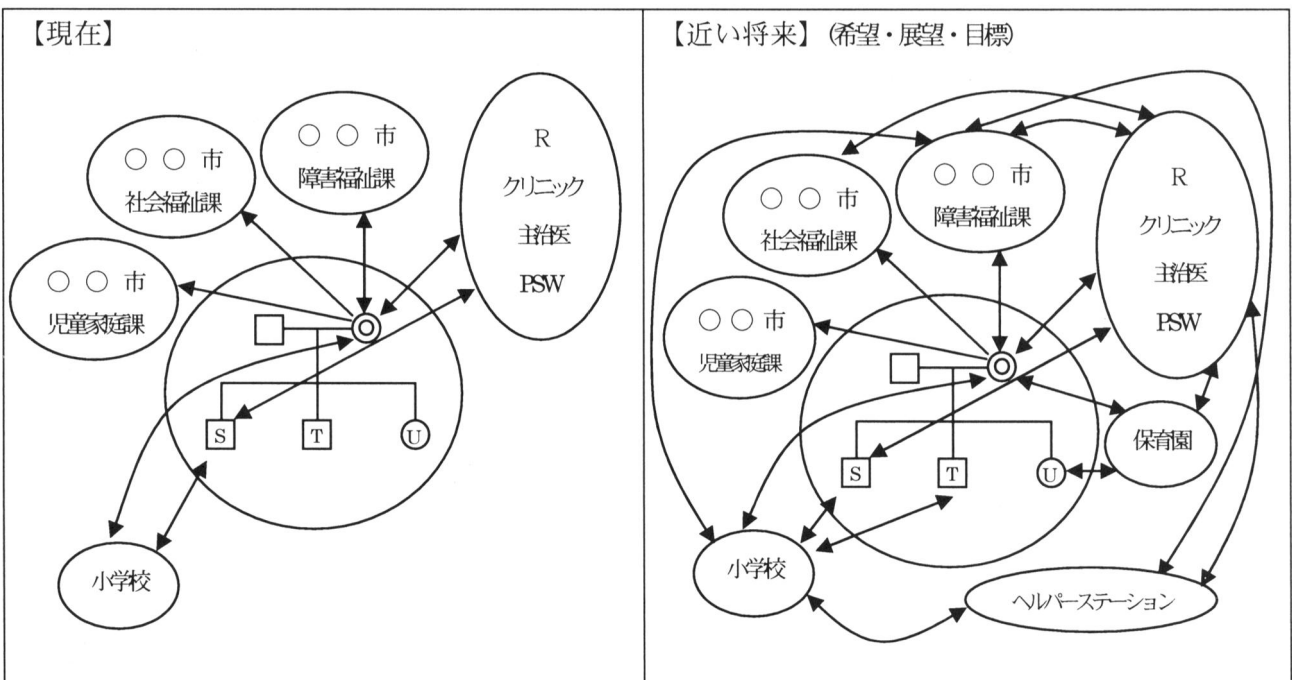 【現在】
○ ○ 市
障害福祉課
○ ○ 市
社会福祉課
○ ○ 市
児童家庭課
R
クリニック
主治医
PSW
S
T
U
小学校
【近い将来】(希望・展望・目標)
○ ○ 市
障害福祉課
○ ○ 市
社会福祉課
○ ○ 市
児童家庭課
R
クリニック
主治医
PSW
保育園
S
T
U
小学校
ヘルパーステーション